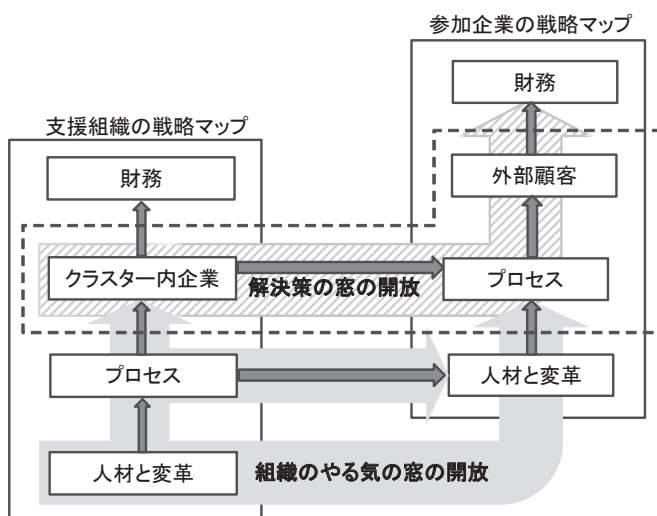 参加企業の戦略マップ
財務
支援組織の戦略マップ
財務
外部顧客
クラスター内企業
解決策の窓の開放
プロセス
プロセス
人材と変革
人材と変革
組織のやる気の窓の開放